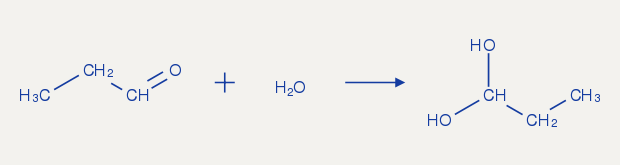 H₃C CH₂ CH O + H₂O
HO HO CH CH₂ CH₃